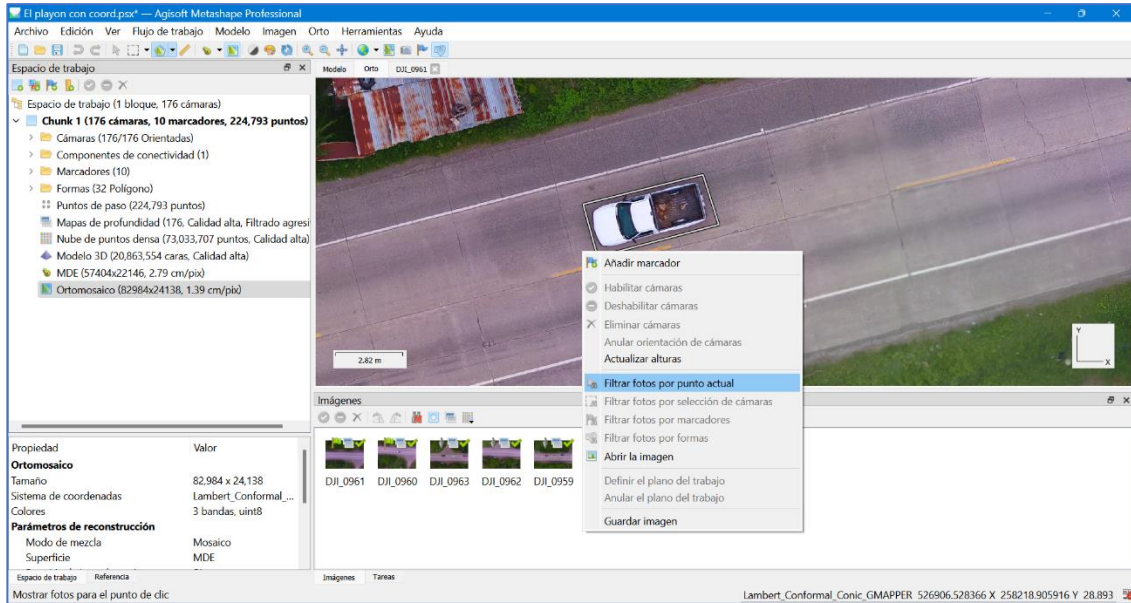 El playon con coord.psx* — Agisoft Metashape Professional
Archivo Edición Ver Flujo de trabajo Modelo Imagen Orto Herramientas Ayuda
Espacio de trabajo
Espacio de trabajo (1 bloque, 176 cámaras)
Chunk 1 (176 cámaras, 10 marcadores, 224,793 puntos)
Cámaras (176/176 Orientadas)
Componentes de conectividad (1)
Marcadores (10)
Formas (32 Polígono)
Puntos de paso (224,793 puntos)
Mapas de profundidad (176, Calidad alta, Filtrado agresi
Nube de puntos densa (73,033,707 puntos, Calidad alta)
Modelo 3D (20,863,554 caras, Calidad alta)
MDE (57404x22146, 2.79 cm/pix)
Ortomosaico (82984x24138, 1.39 cm/pix)
Propiedad Valor
Ortomosaico
Tamaño 82,984 x 24,138
Sistema de coordenadas Lambert_Conformal_...
Colores 3 bandas, uint8
Parámetros de reconstrucción
Modo de mezcla Mosaico
Superficie MDE
Espacio de trabajo Referencia
Modelo Orto DJI_0961
2.82 m
Y
X
Añadir marcador
Habilitar cámaras
Deshabilitar cámaras
Eliminar cámaras
Anular orientación de cámaras
Actualizar alturas
Filtrar fotos por punto actual
Filtrar fotos por selección de cámaras
Filtrar fotos por marcadores
Filtrar fotos por formas
Abrir la imagen
Definir el plano del trabajo
Anular el plano del trabajo
Guardar imagen
Imágenes
DJI_0961 DJI_0960 DJI_0963 DJI_0962 DJI_0959
Imágenes Tareas
Mostrar fotos para el punto de clic
Lambert_Conformal_Conic_GMAPPER 526906.528366 X 258218.905916 Y 28.893